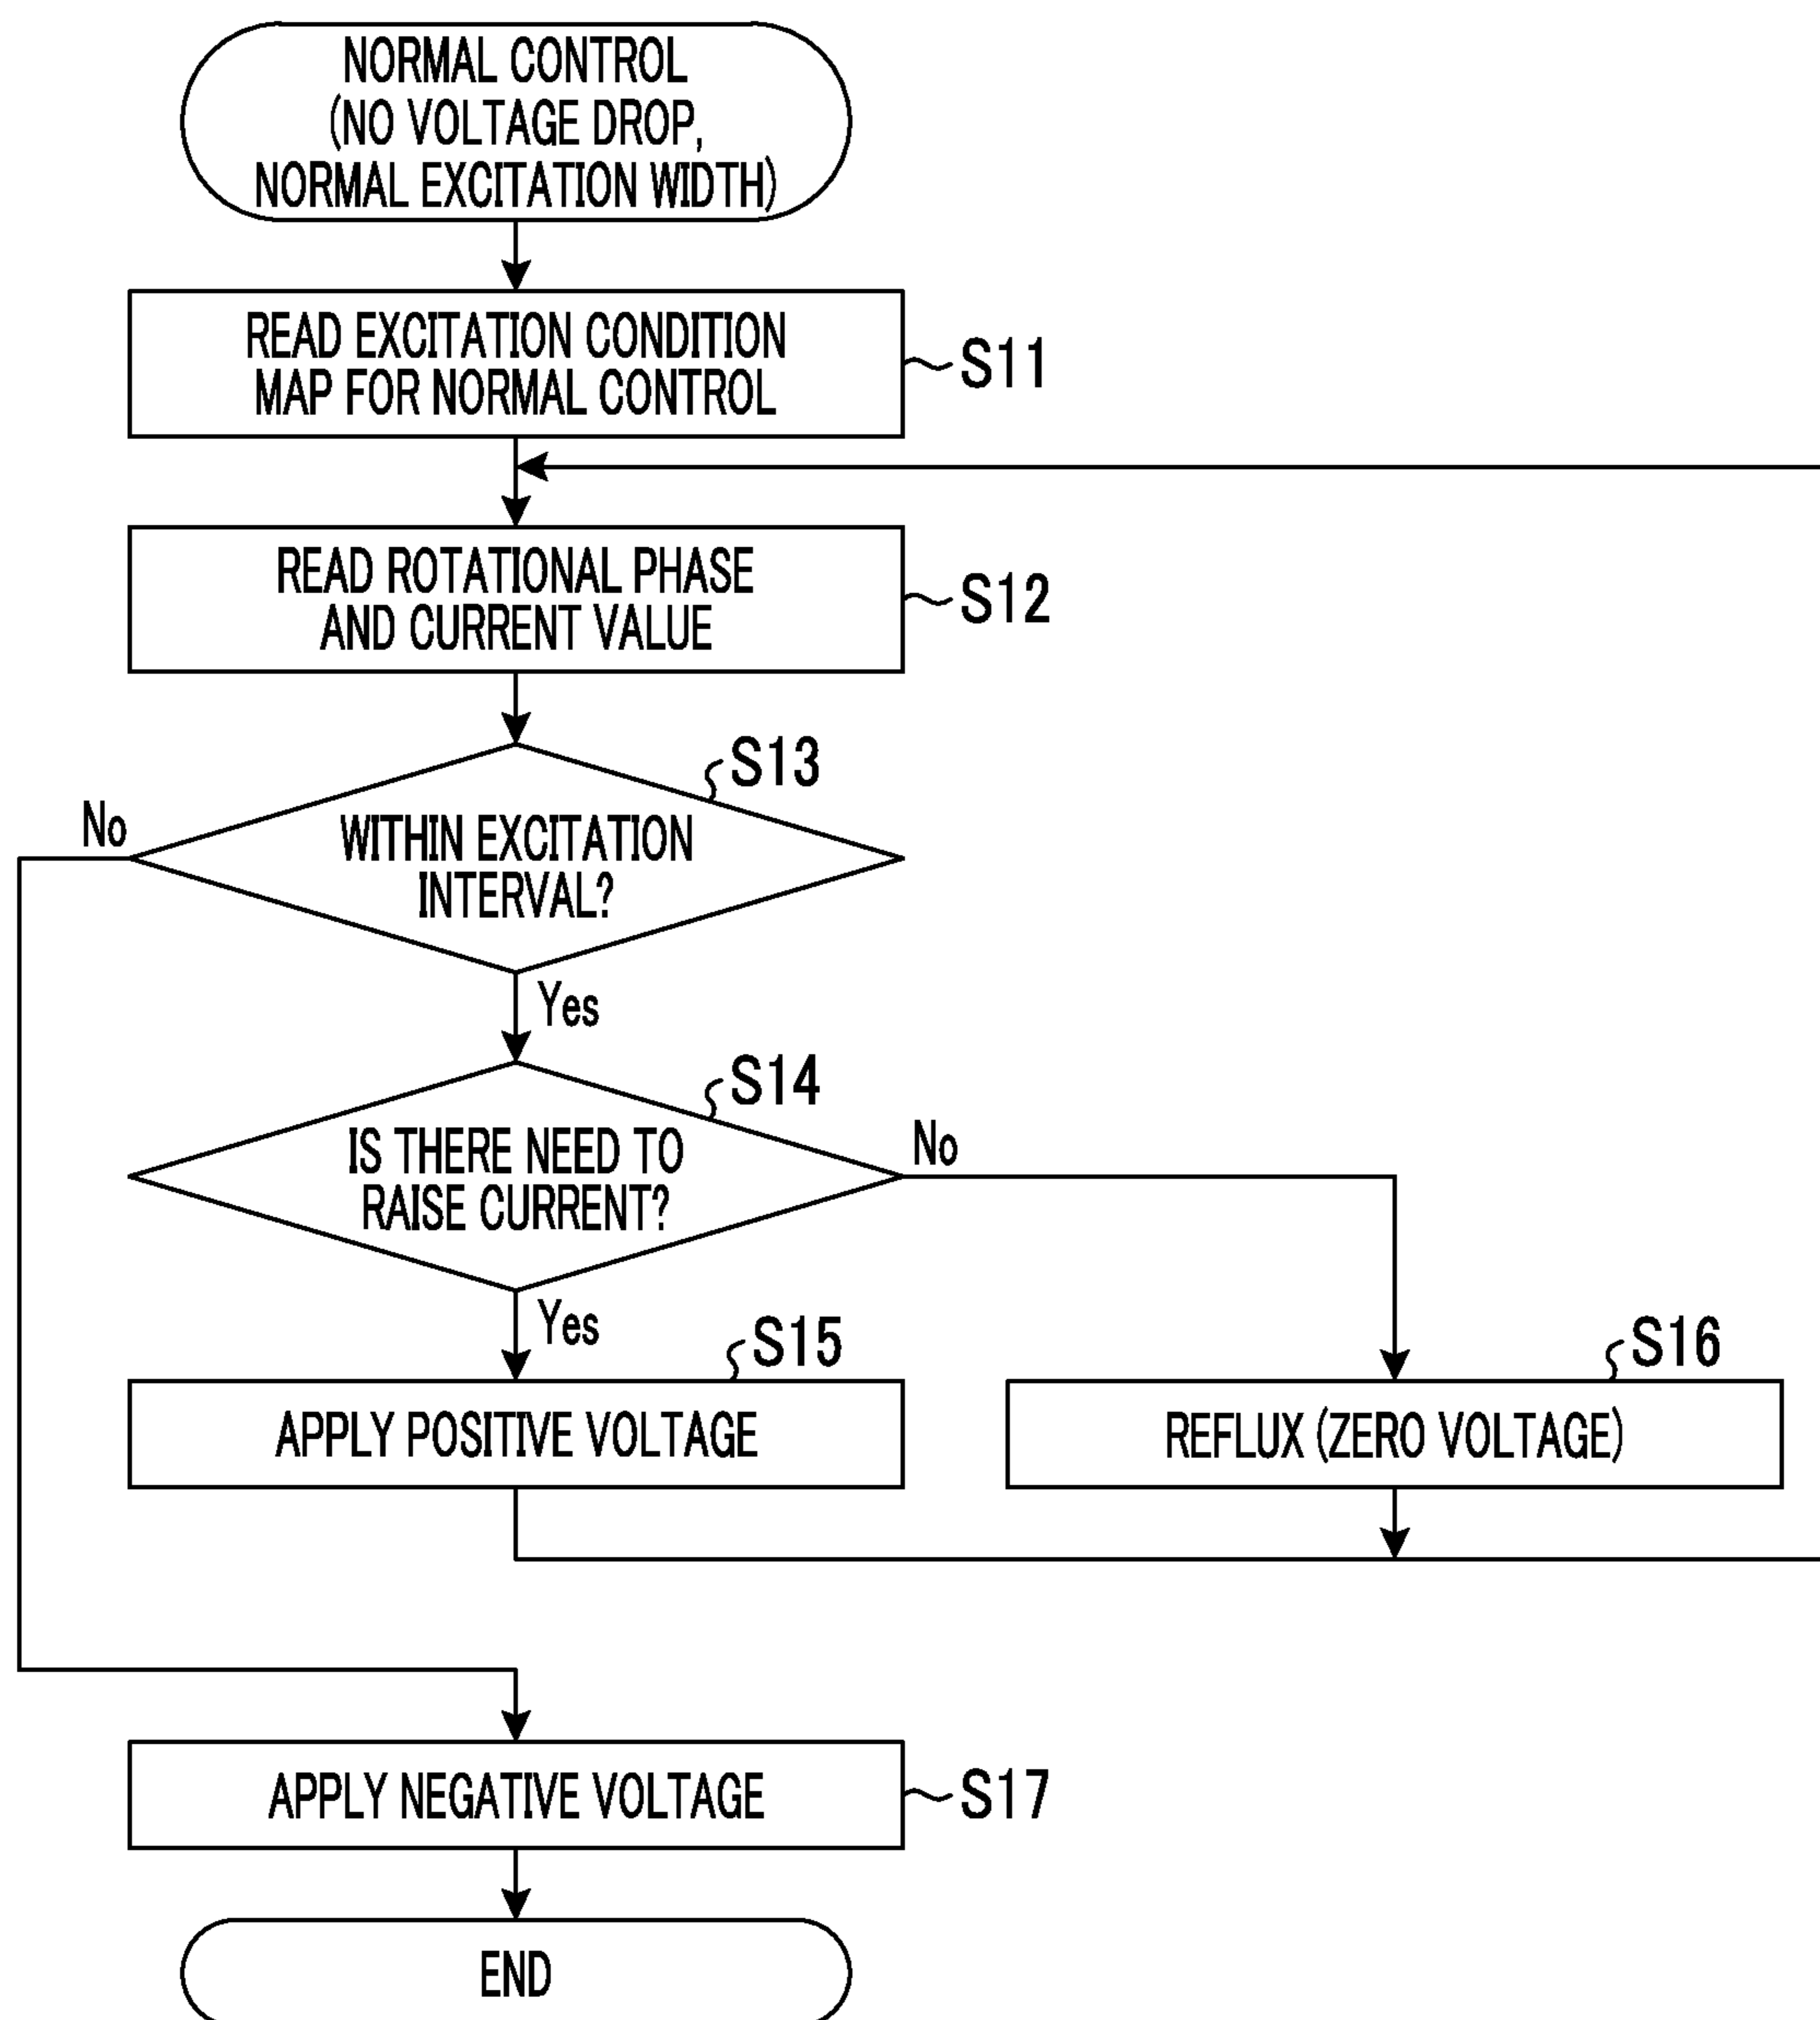 NORMAL CONTROL
(NO VOLTAGE DROP,
NORMAL EXCITATION WIDTH)
READ EXCITATION CONDITION
MAP FOR NORMAL CONTROL
S11
READ ROTATIONAL PHASE
AND CURRENT VALUE
S12
S13
No
WITHIN EXCITATION
INTERVAL?
Yes
S14
IS THERE NEED TO
RAISE CURRENT?
No
Yes
S15
APPLY POSITIVE VOLTAGE
S16
REFLUX (ZERO VOLTAGE)
APPLY NEGATIVE VOLTAGE
S17
END